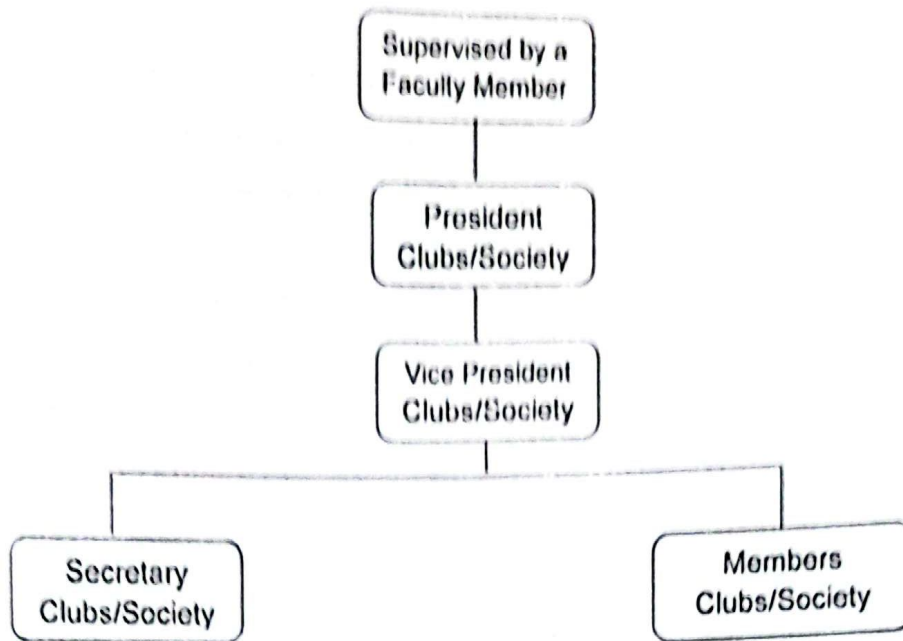 Supervised by a
Faculty Member
President
Clubs/Society
Vice President
Clubs/Society
Secretary
Clubs/Society
Members
Clubs/Society